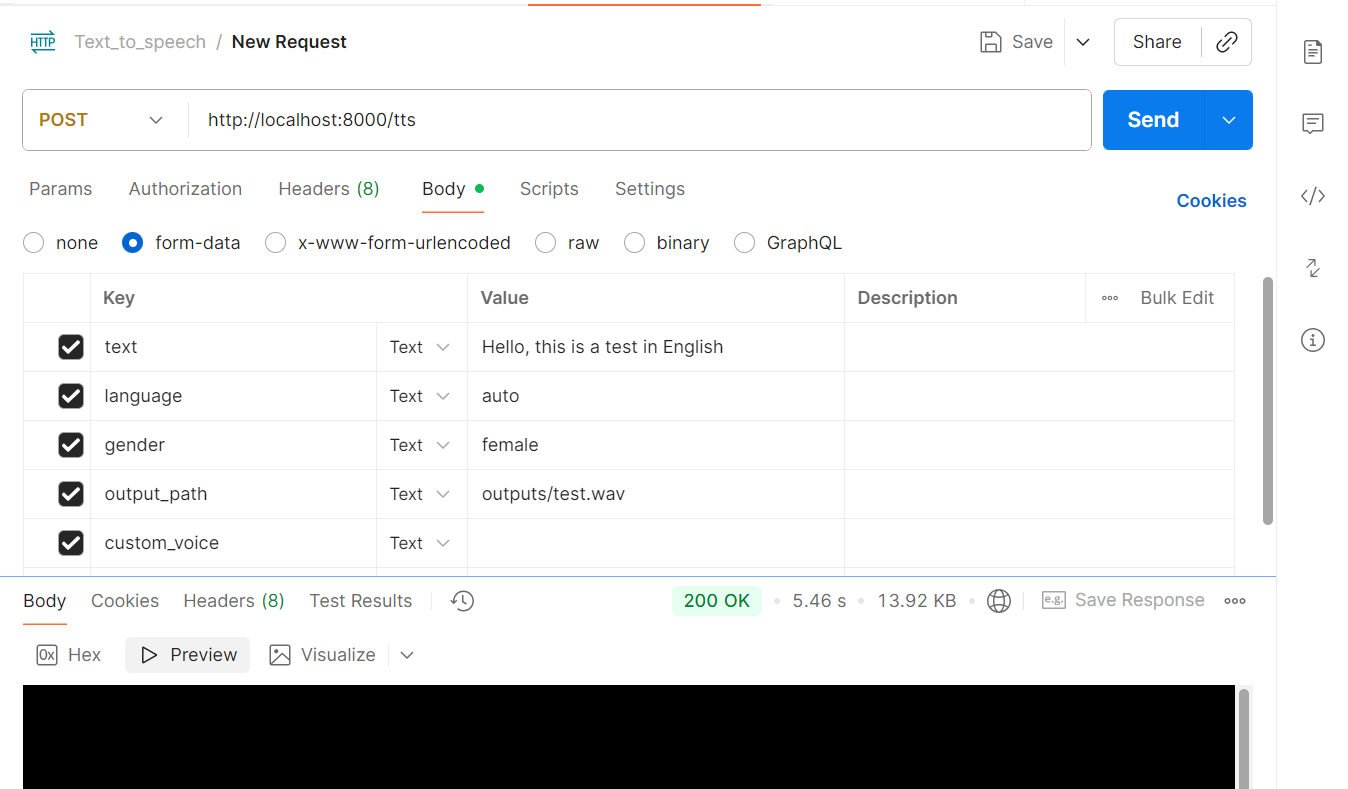 HTTP Text_to_speech / New Request Save Share
POST http://localhost:8000/tts Send
Params Authorization Headers (8) Body Scripts Settings Cookies
none form-data x-www-form-urlencoded raw binary GraphQL
Key Value Description Bulk Edit
text Text Hello, this is a test in English
language Text auto
gender Text female
output_path Text outputs/test.wav
custom_voice Text
Body Cookies Headers (8) Test Results 200 OK 5.46 s 13.92 KB e.g. Save Response
0x Hex Preview Visualize